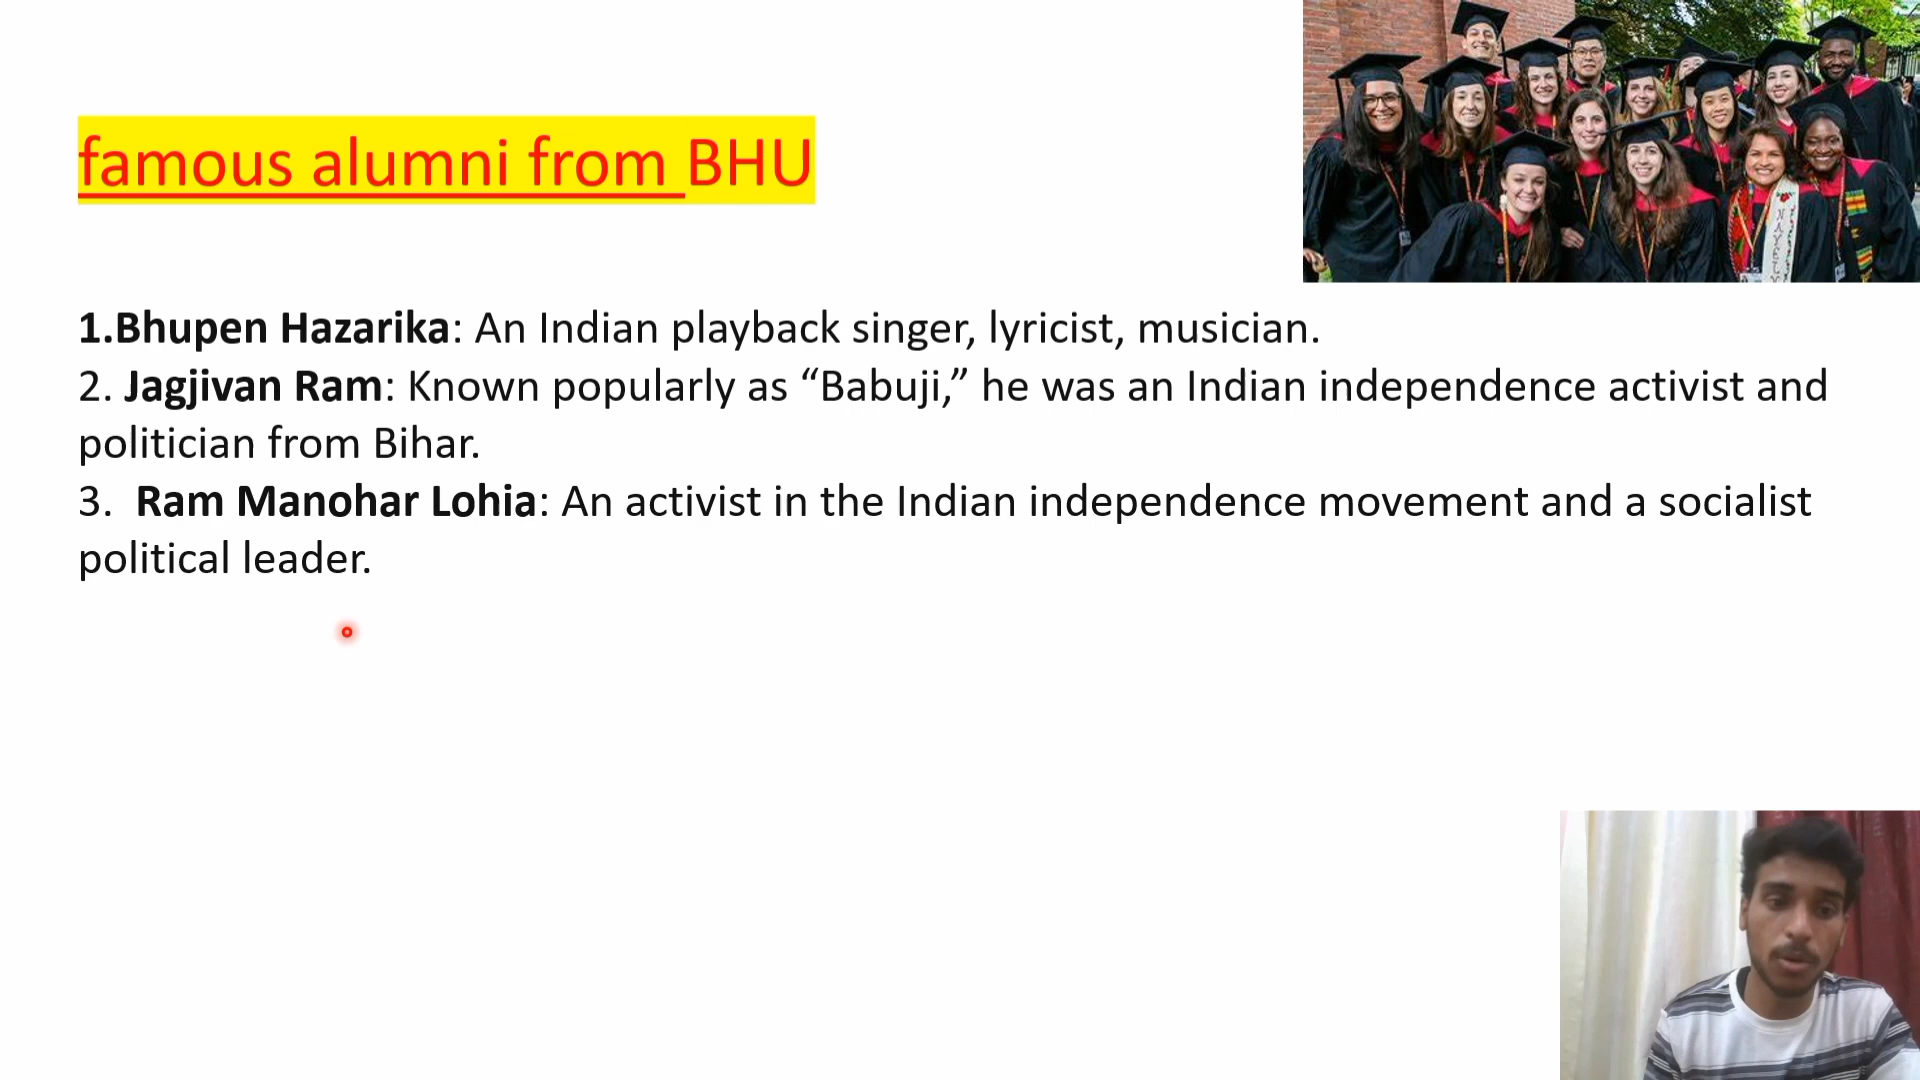 famous alumni from BHU
1.Bhupen Hazarika: An Indian playback singer, lyricist, musician.
2. Jagjivan Ram: Known popularly as “Babuji,” he was an Indian independence activist and
politician from Bihar.
3.  Ram Manohar Lohia: An activist in the Indian independence movement and a socialist
political leader.